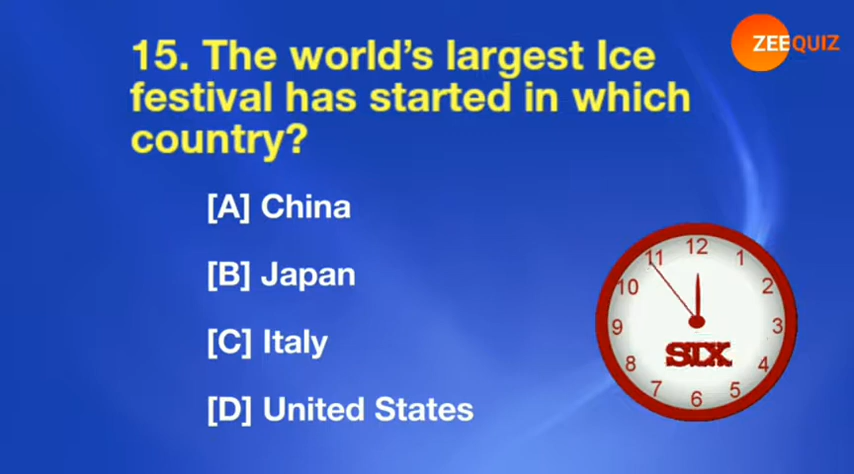 ZEEQUIZ
15. The world's largest Ice
festival has started in which
country?
[A] China
[B] Japan
[C] Italy
[D] United States
12
11 1
10 2
9 3
SIX
8 4
7 5
6